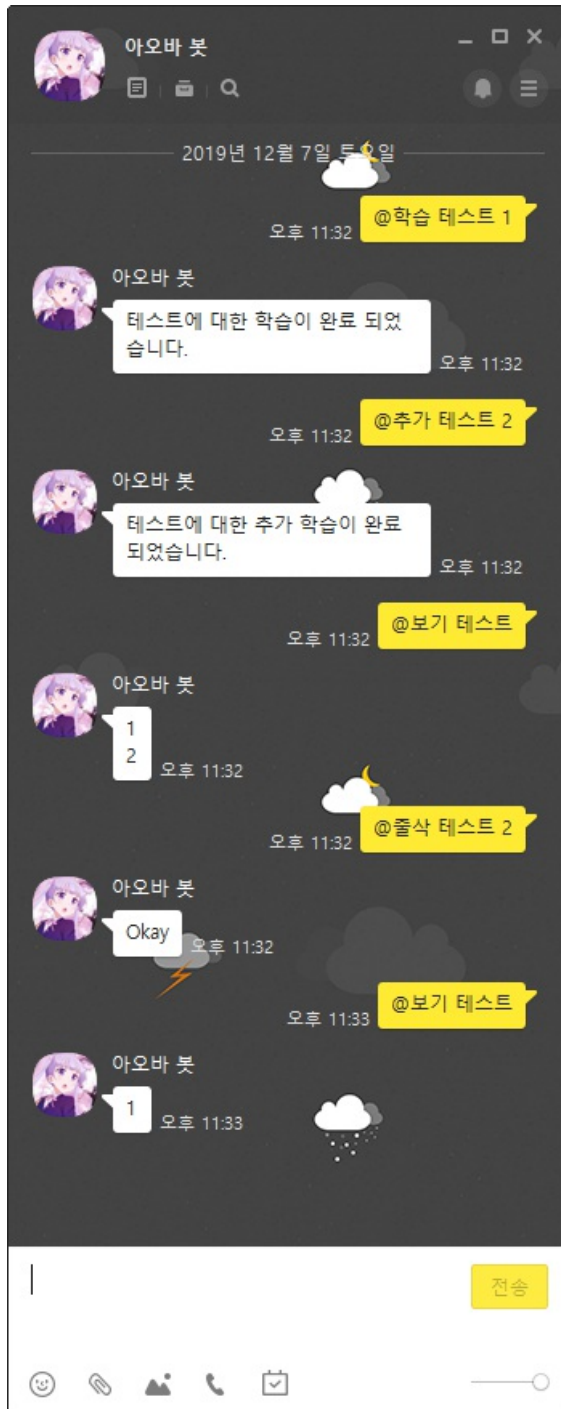 아오바 봇
2019년 12월 7일 토요일
@학습 테스트 1
오후 11:32
아오바 봇
테스트에 대한 학습이 완료 되었
습니다.
오후 11:32
@추가 테스트 2
오후 11:32
아오바 봇
테스트에 대한 추가 학습이 완료
되었습니다.
오후 11:32
@보기 테스트
오후 11:32
아오바 봇
1
2
오후 11:32
@줄삭 테스트 2
오후 11:32
아오바 봇
Okay
오후 11:32
@보기 테스트
오후 11:33
아오바 봇
1
오후 11:33
전송